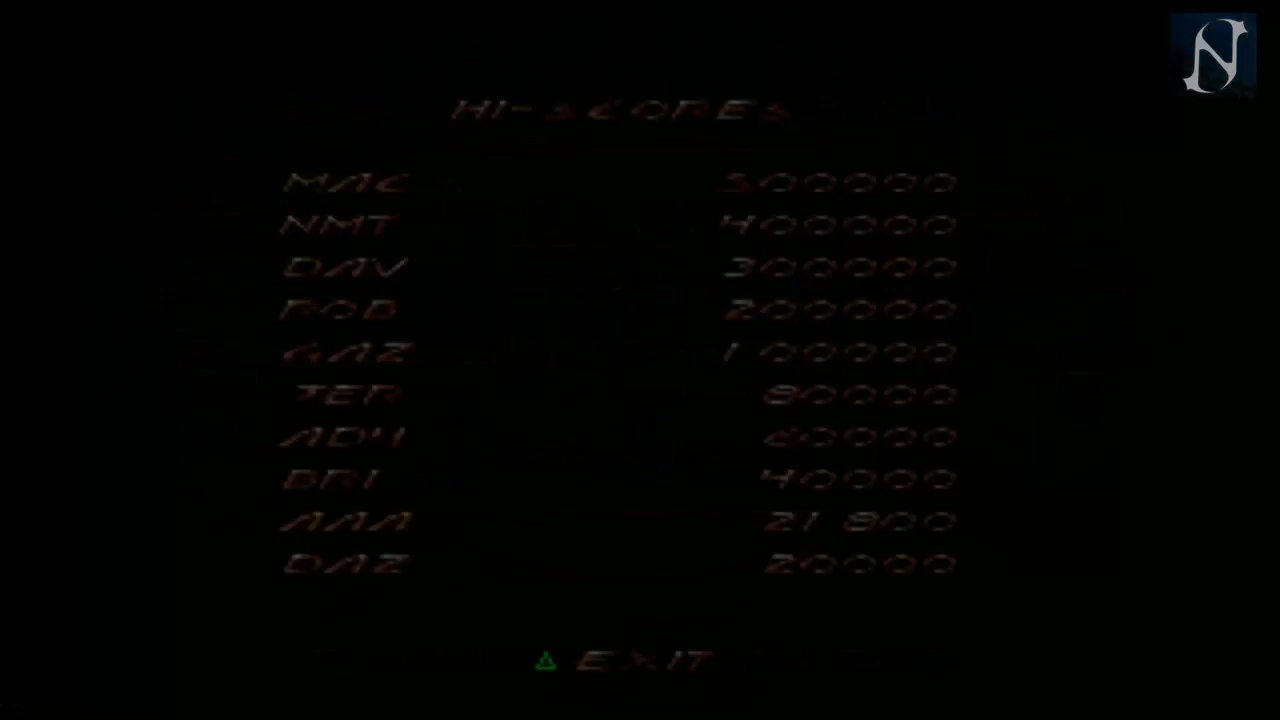 HI-SCORES
MAC 500000
NMT 400000
DAV 300000
ROB 200000
GAZ 100000
TER 80000
ADY 60000
BRI 40000
AAA 21800
DAZ 20000
△ EXIT
N